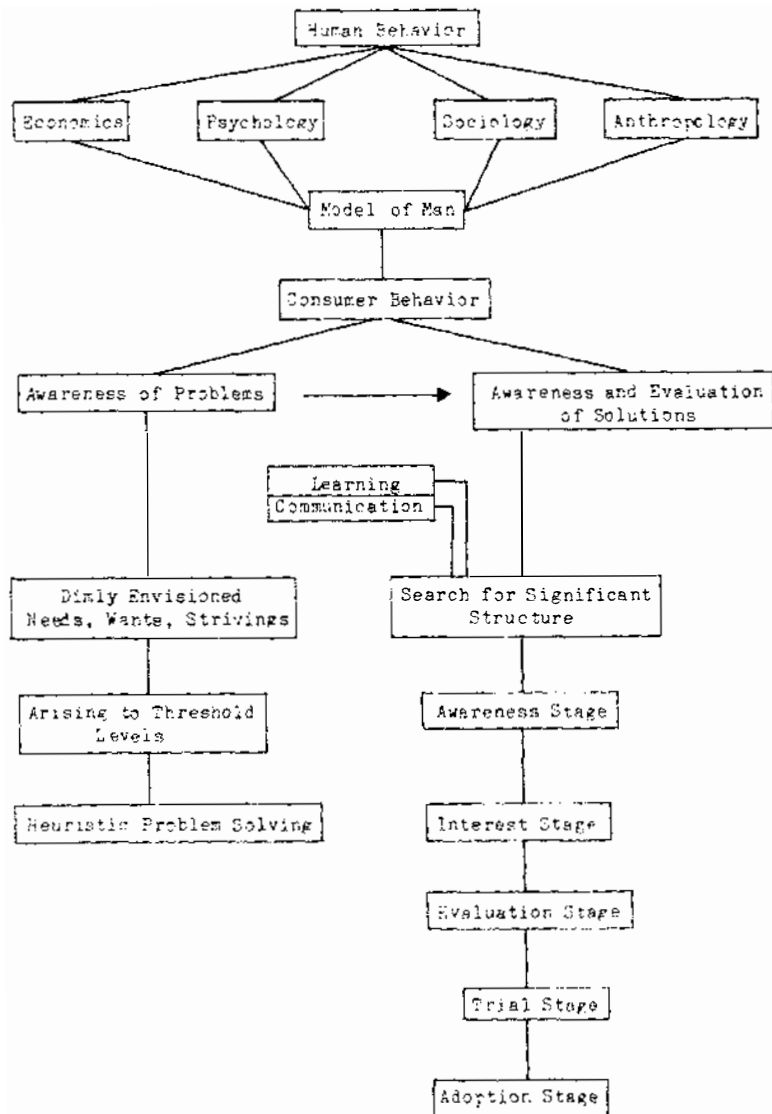 Human Behavior
Economics
Psychology
Sociology
Anthropology
Model of Man
Consumer Behavior
Awareness of Problems
Awareness and Evaluation
of Solutions
Learning
Communication
Dimly Envisioned
Needs, Wants, Strivings
Search for Significant
Structure
Arising to Threshold
Levels
Awareness Stage
Heuristic Problem Solving
Interest Stage
Evaluation Stage
Trial Stage
Adoption Stage